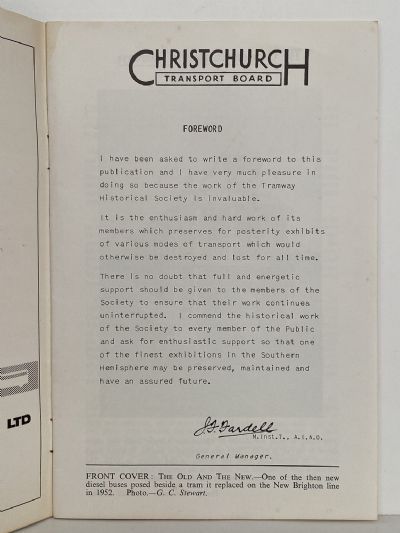 CHRISTCHURCH
TRANSPORT BOARD
FOREWORD
I have been asked to write a foreword to this
publication and I have very much pleasure in
doing so because the work of the Tramway
Historical Society is invaluable.
It is the enthusiasm and hard work of its
members which preserves for posterity exhibits
of various modes of transport which would
otherwise be destroyed and lost for all time.
There is no doubt that full and energetic
support should be given to the members of the
Society to ensure that their work continues
uninterrupted. I commend the historical work
of the Society to every member of the Public
and ask for enthusiastic support so that one
of the finest exhibitions in the Southern
Hemisphere may be preserved, maintained and
have an assured future.
J F Fardell
M.Inst.T., A.I.A.O.
General Manager.
LTD
FRONT COVER: THE OLD AND THE NEW.—One of the then new
diesel buses posed beside a tram it replaced on the New Brighton line
in 1952. Photo.—G. C. Stewart.